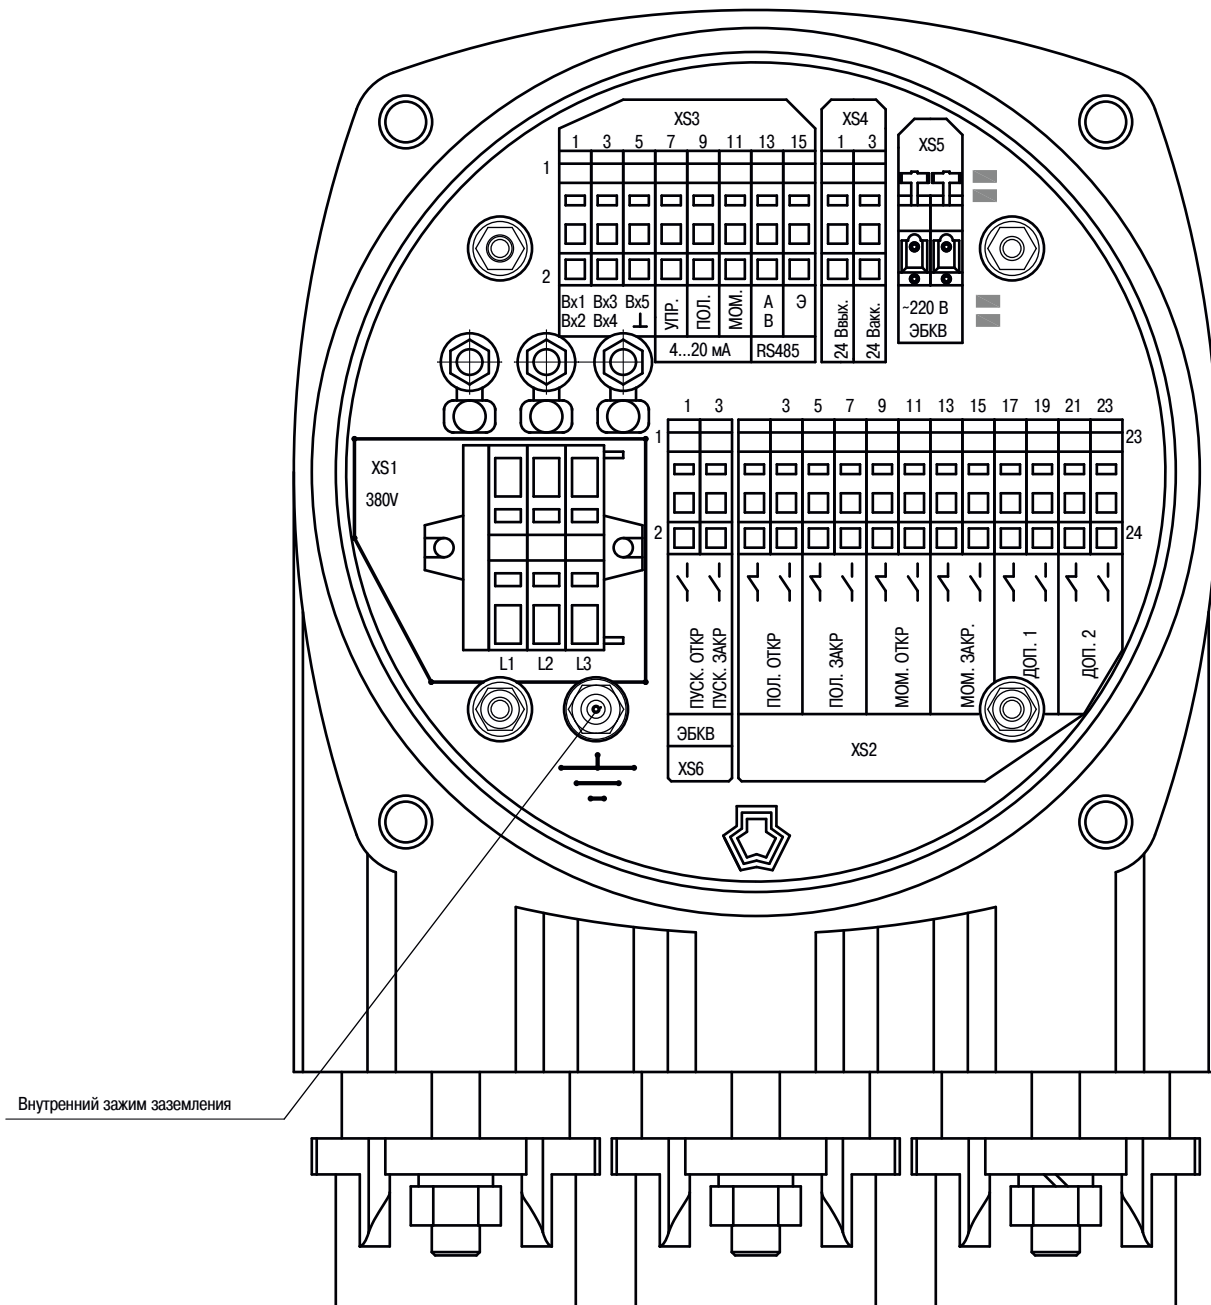 XS3
1 3 5 7 9 11 13 15
1
2
Вх1 Вх3 Вх5
Вх2 Вх4
УПР.
ПОЛ.
МОМ.
А
В
Э
4...20 мА
RS485
XS4
1 3
24 Ввых.
24 Вакк.
XS5
~220 В
ЭБКВ
XS1
380V
L1 L2 L3
1 3
1
2
ПУСК. ОТКР
ПУСК. ЗАКР
ЭБКВ
XS6
3 5 7 9 11 13 15 17 19 21 23
23
24
ПОЛ. ОТКР
ПОЛ. ЗАКР
МОМ. ОТКР
МОМ. ЗАКР.
ДОП. 1
ДОП. 2
XS2
Внутренний зажим заземления